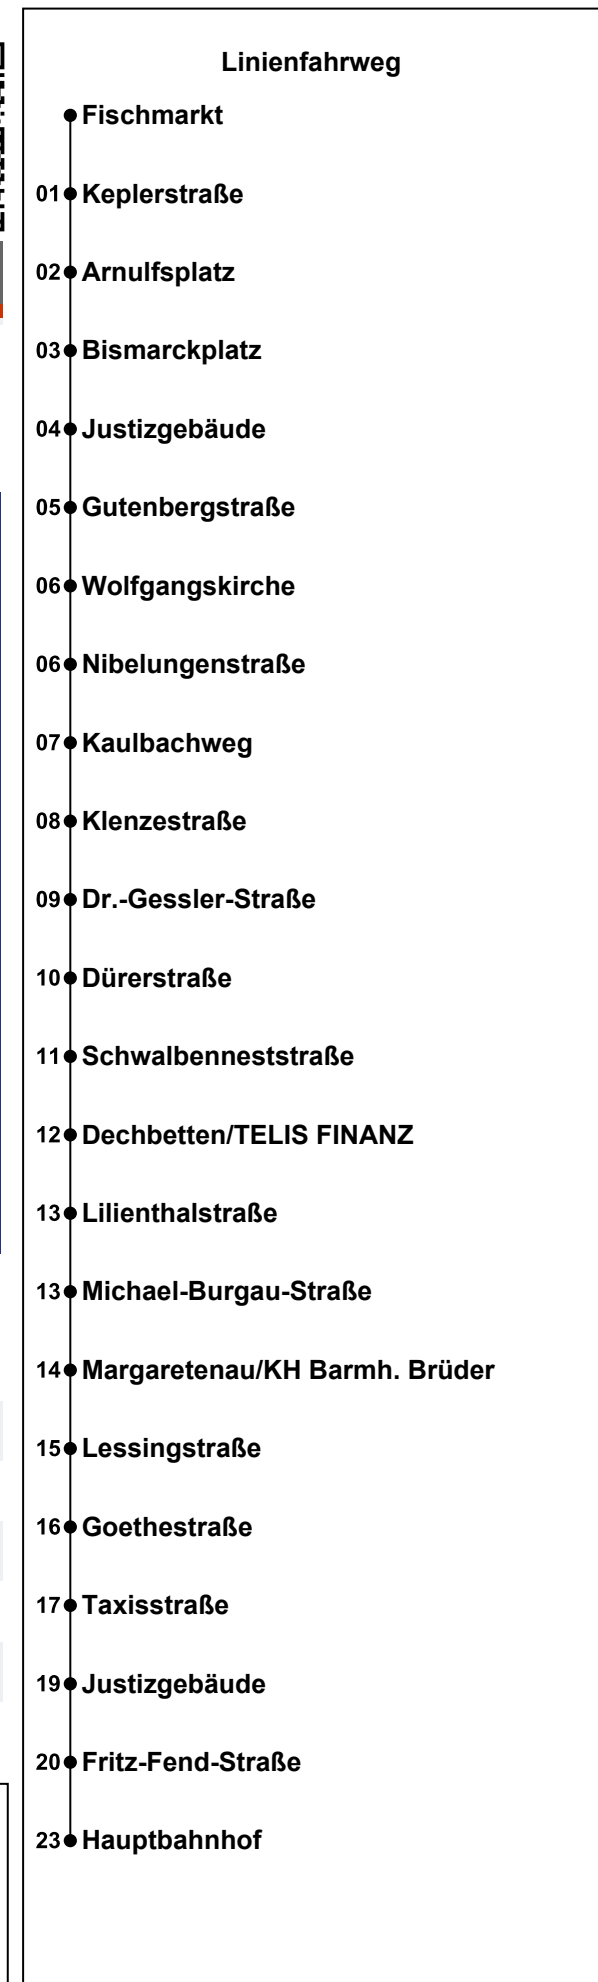 Linienfahrweg
Fischmarkt
01 Keplerstraße
02 Arnulfsplatz
03 Bismarckplatz
04 Justizgebäude
05 Gutenbergstraße
06 Wolfgangskirche
06 Nibelungenstraße
07 Kaulbachweg
08 Klenzestraße
09 Dr.-Gessler-Straße
10 Dürerstraße
11 Schwalbenneststraße
12 Dechbetten/TELIS FINANZ
13 Lilienthalstraße
13 Michael-Burgau-Straße
14 Margaretenau/KH Barmh. Brüder
15 Lessingstraße
16 Goethestraße
17 Taxisstraße
19 Justizgebäude
20 Fritz-Fend-Straße
23 Hauptbahnhof